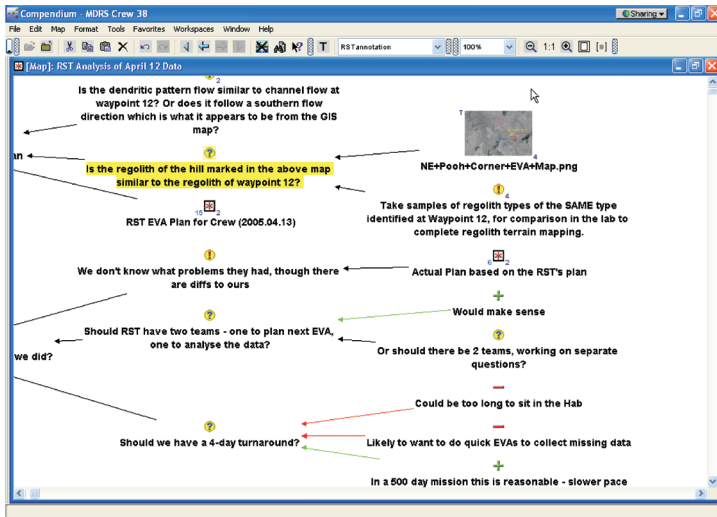 Compendium - MDRS Crew 38
Sharing
File Edit Map Format Tools Favorites Workspaces Window Help
T RSTannotation 100% 1:1
[Map]: RST Analysis of April 12 Data
2
Is the dendritic pattern flow similar to channel flow at
waypoint 12? Or does it follow a southern flow
direction which is what it appears to be from the GIS
map?
T
4
NE+Pooh+Corner+EVA+Map.png
an
Is the regolith of the hill marked in the above map
similar to the regolith of waypoint 12?
4
Take samples of regolith types of the SAME type
identified at Waypoint 12, for comparison in the lab to
complete regolith terrain mapping.
15 2
RST EVA Plan for Crew (2005.04.13)
6 2
Actual Plan based on the RST's plan
We don't know what problems they had, though there
are diffs to ours
Would make sense
Should RST have two teams - one to plan next EVA,
one to analyse the data?
we did?
Or should there be 2 teams, working on separate
questions?
Could be too long to sit in the Hab
Should we have a 4-day turnaround?
Likely to want to do quick EVAs to collect missing data
In a 500 day mission this is reasonable - slower pace